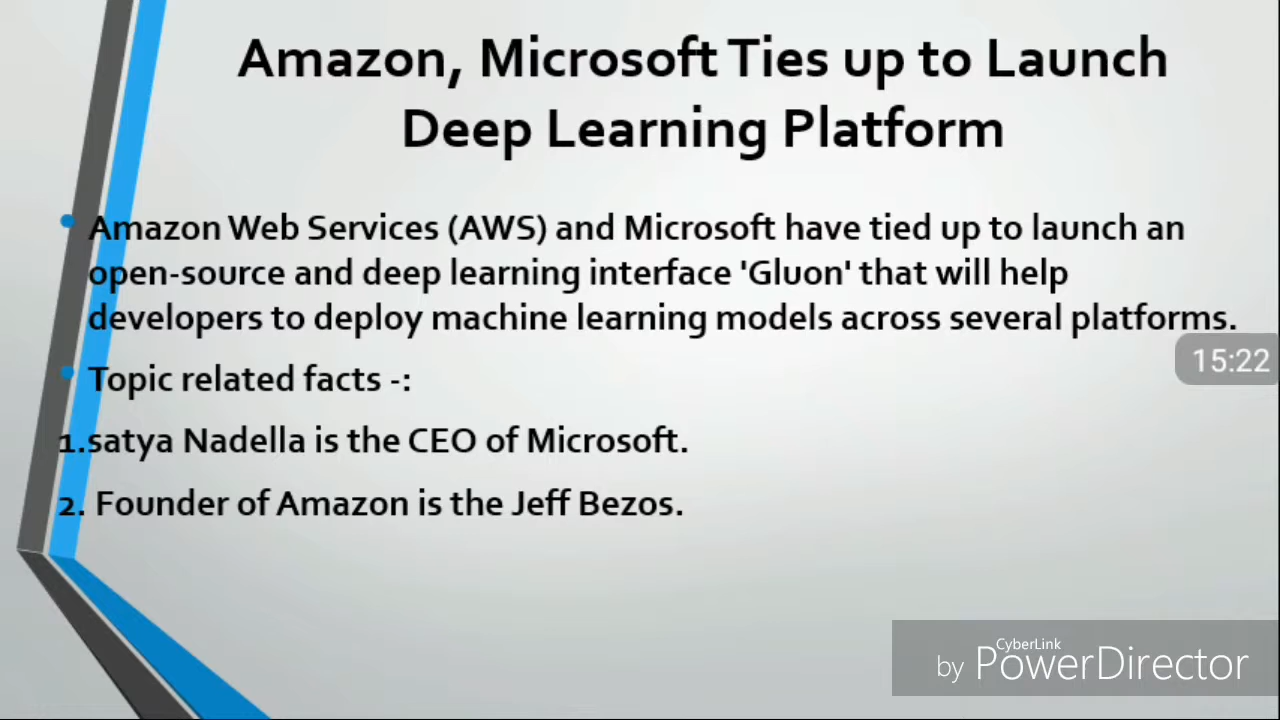 Amazon, Microsoft Ties up to Launch
Deep Learning Platform
• Amazon Web Services (AWS) and Microsoft have tied up to launch an
open-source and deep learning interface 'Gluon' that will help
developers to deploy machine learning models across several platforms.
15:22
• Topic related facts -:
1.satya Nadella is the CEO of Microsoft.
2. Founder of Amazon is the Jeff Bezos.
CyberLink
by PowerDirector